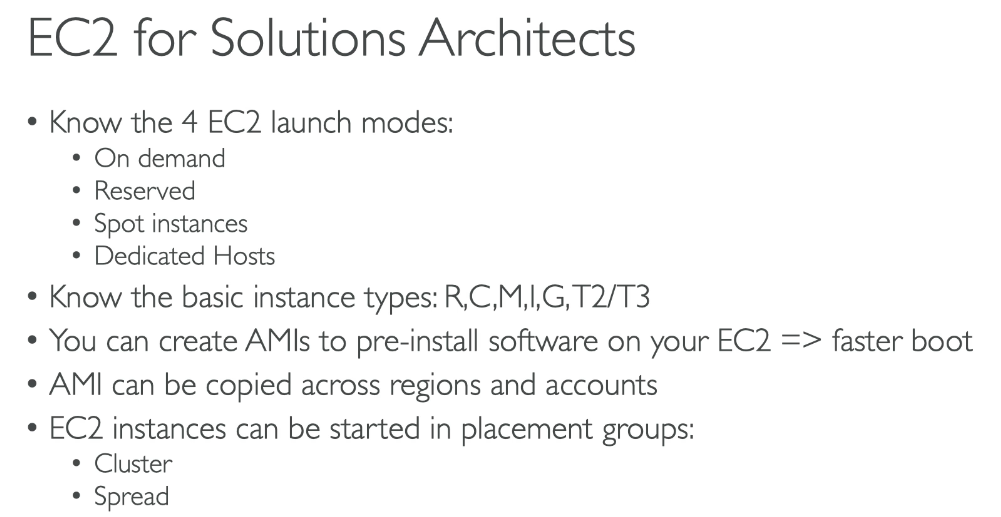 EC2 for Solutions Architects
• Know the 4 EC2 launch modes:
• On demand
• Reserved
• Spot instances
• Dedicated Hosts
• Know the basic instance types: R,C,M,I,G, T2/T3
• You can create AMIs to pre-install software on your EC2 => faster boot
• AMI can be copied across regions and accounts
• EC2 instances can be started in placement groups:
• Cluster
• Spread